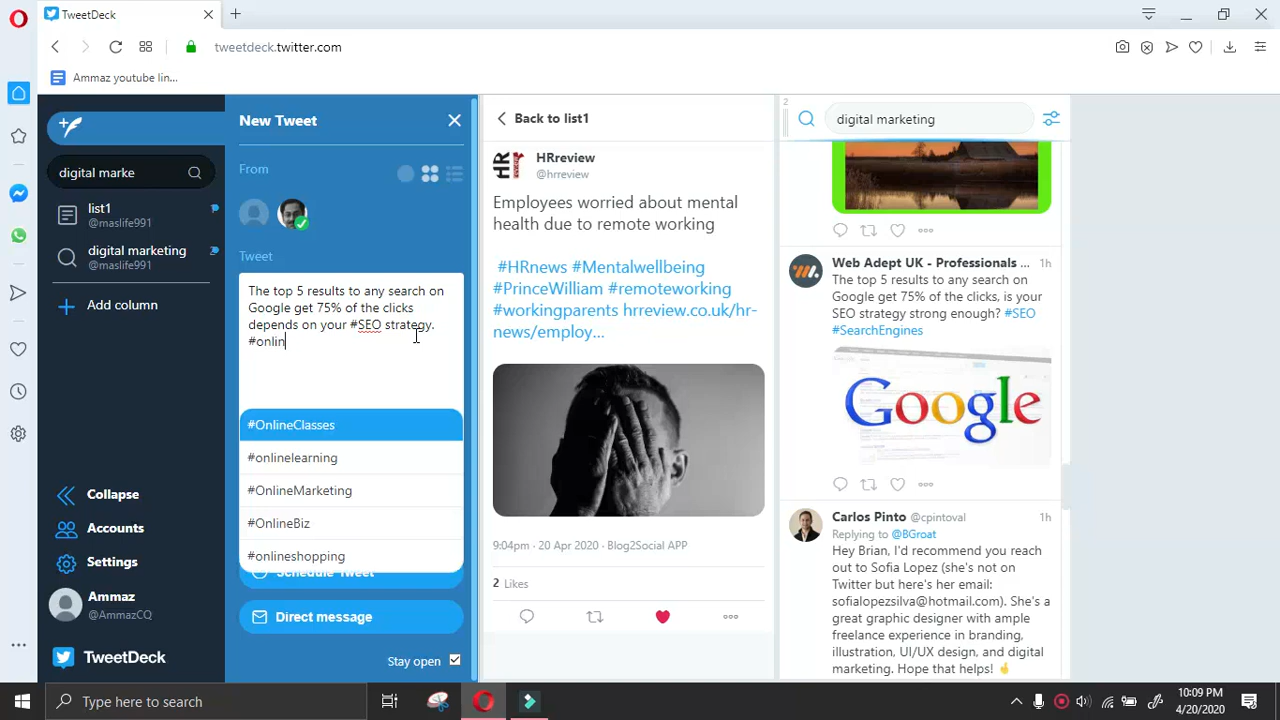 TweetDeck
tweetdeck.twitter.com
Ammaz youtube lin...
digital marke
list1
@maslife991
digital marketing
@maslife991
Add column
Collapse
Accounts
Settings
Ammaz
@AmmazCQ
TweetDeck
New Tweet
From
Tweet
The top 5 results to any search on
Google get 75% of the clicks
depends on your #SEO strategy.
#onlin
#OnlineClasses
#onlinelearning
#OnlineMarketing
#OnlineBiz
#onlineshopping
Schedule Tweet
Direct message
Stay open
Back to list1
HR
HRreview
@hrreview
Employees worried about mental
health due to remote working
#HRnews #Mentalwellbeing
#PrinceWilliam #remoteworking
#workingparents hrreview.co.uk/hr-
news/employ...
9:04pm · 20 Apr 2020 · Blog2Social APP
2 Likes
2
digital marketing
Web Adept UK - Professionals ...
1h
The top 5 results to any search on
Google get 75% of the clicks, is your
SEO strategy strong enough? #SEO
#SearchEngines
Google
Carlos Pinto @cpintoval
1h
Replying to @BGroat
Hey Brian, I'd recommend you reach
out to Sofia Lopez (she's not on
Twitter but here's her email:
sofialopezsilva@hotmail.com). She's a
great graphic designer with ample
freelance experience in branding,
illustration, UI/UX design, and digital
marketing. Hope that helps!
Type here to search
10:09 PM
4/20/2020